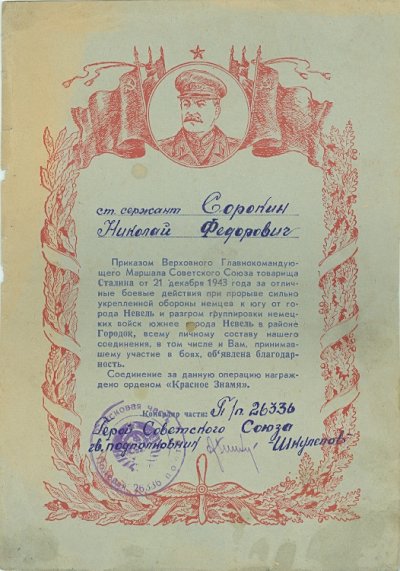 ст. сержант Сорокин
Николай Федорович
Приказом Верховного Главнокомандую-
щего Маршала Советского Союза товарища
Сталина от 21 декабря 1943 года за отлич-
ные боевые действия при прорыве сильно
укрепленной обороны немцев к югу от го-
рода Невель и разгром группировки немец-
ких войск южнее города Невель в районе
Городок, всему личному составу нашего
соединения, в том числе и Вам, принимав-
шему участие в боях, об'явлена благодар-
ность.
Соединение за данную операцию награж-
дено орденом «Красное Знамя».
Командир части: П/п 26336
Герой Советского Союза
гв. подполковник Шкулепов
26336